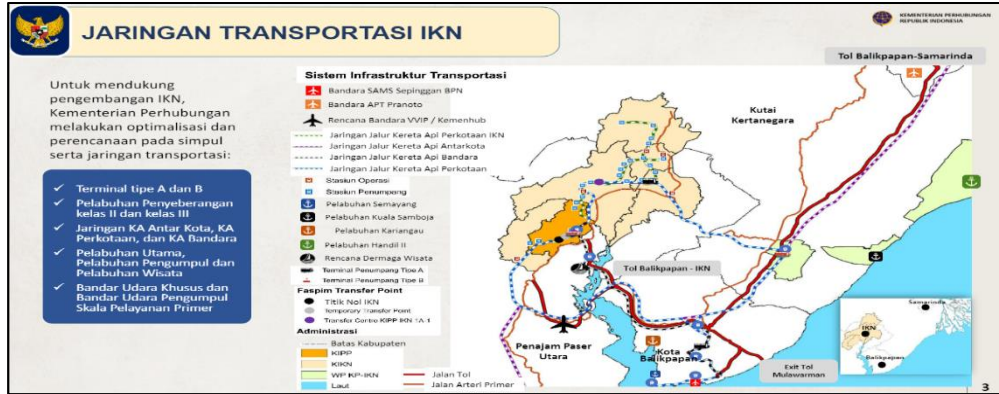 JARINGAN TRANSPORTASI IKN
KEMENTERIAN PERHUBUNGAN
REPUBLIK INDONESIA
Untuk mendukung
pengembangan IKN,
Kementerian Perhubungan
melakukan optimalisasi dan
perencanaan pada simpul
serta jaringan transportasi:
✓ Terminal tipe A dan B
✓ Pelabuhan Penyeberangan
kelas II dan kelas III
✓ Jaringan KA Antar Kota, KA
Perkotaan, dan KA Bandara
✓ Pelabuhan Utama,
Pelabuhan Pengumpul dan
Pelabuhan Wisata
✓ Bandar Udara Khusus dan
Bandar Udara Pengumpul
Skala Pelayanan Primer
Sistem Infrastruktur Transportasi
Bandara SAMS Sepinggan BPN
Bandara APT Pranoto
Rencana Bandara VVIP / Kemenhub
Jaringan Jalur Kereta Api Perkotaan IKN
Jaringan Jalur Kereta Api Antarkota
Jaringan Jalur Kereta Api Bandara
Jaringan Jalur Kereta Api Perkotaan
Stasiun Operasi
Stasiun Penumpang
Pelabuhan Semayang
Pelabuhan Kuala Samboja
Pelabuhan Kariangau
Pelabuhan Handil II
Rencana Dermaga Wisata
Terminal Penumpang Tipe A
Terminal Penumpang Tipe B
Faspim Transfer Point
Titik Nol IKN
Temporary Transfer Point
Transfer Centre KIPP IKN 1A-1
Administrasi
Batas Kabupaten
KIPP
KIKN
WP KP-IKN
Laut
Jalan Tol
Jalan Arteri Primer
Tol Balikpapan-Samarinda
Kutai
Kertanegara
Tol Balikpapan - IKN
Penajam Paser
Utara
Kota
Balikpapan
Exit Tol
Mulawarman
Samarinda
IKN
Balikpapan
3